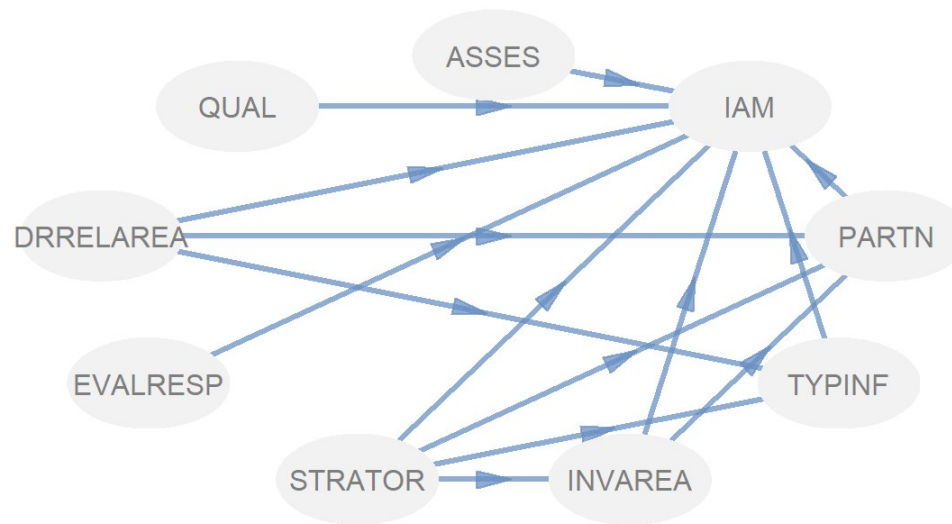 ASSES
QUAL
IAM
DRRELAREA
PARTN
EVALRESP
TYPINF
STRATOR
INVAREA